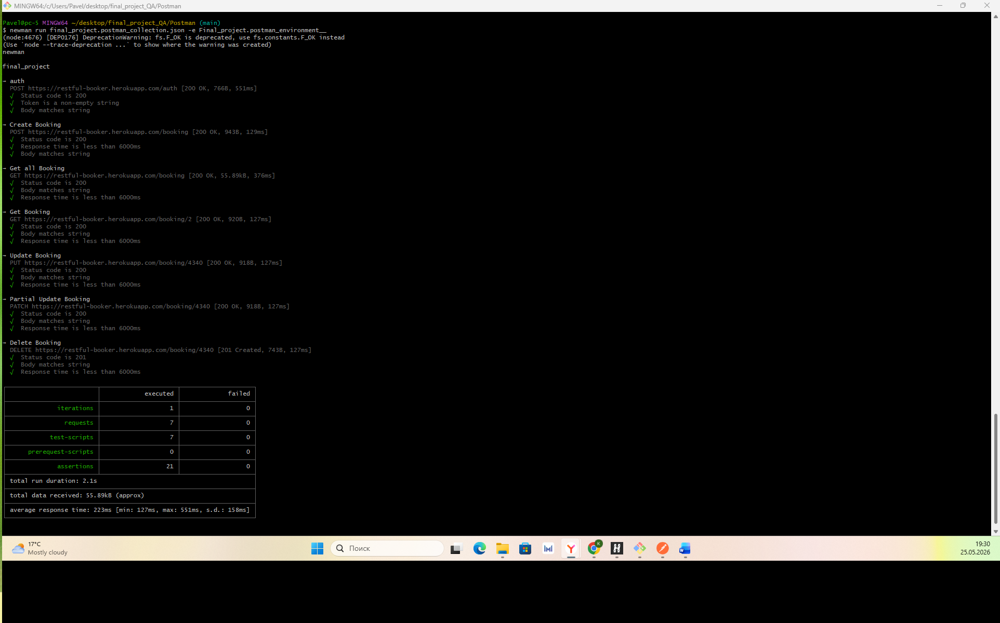 MINGW64:/c/Users/Pavel/desktop/final_project_QA/Postman
Pavel@pc-5 MINGW64 ~/desktop/final_project_QA/Postman (main)
$ newman run final_project.postman_collection.json -e Final_project.postman_environment__
(node:4676) [DEP0176] DeprecationWarning: fs.F_OK is deprecated, use fs.constants.F_OK instead
(Use `node --trace-deprecation ...` to show where the warning was created)
newman
final_project
→ auth
POST https://restful-booker.herokuapp.com/auth [200 OK, 766B, 551ms]
√ Status code is 200
√ Token is a non-empty string
√ Body matches string
→ Create Booking
POST https://restful-booker.herokuapp.com/booking [200 OK, 943B, 129ms]
√ Status code is 200
√ Response time is less than 6000ms
√ Body matches string
→ Get all Booking
GET https://restful-booker.herokuapp.com/booking [200 OK, 55.89kB, 376ms]
√ Status code is 200
√ Body matches string
√ Response time is less than 6000ms
→ Get Booking
GET https://restful-booker.herokuapp.com/booking/2 [200 OK, 920B, 127ms]
√ Status code is 200
√ Body matches string
√ Response time is less than 6000ms
→ Update Booking
PUT https://restful-booker.herokuapp.com/booking/4340 [200 OK, 918B, 127ms]
√ Status code is 200
√ Body matches string
√ Response time is less than 6000ms
→ Partial Update Booking
PATCH https://restful-booker.herokuapp.com/booking/4340 [200 OK, 918B, 127ms]
√ Status code is 200
√ Body matches string
√ Response time is less than 6000ms
→ Delete Booking
DELETE https://restful-booker.herokuapp.com/booking/4340 [201 Created, 743B, 127ms]
√ Status code is 201
√ Body matches string
√ Response time is less than 6000ms
executed failed
iterations 1 0
requests 7 0
test-scripts 7 0
prerequest-scripts 0 0
assertions 21 0
total run duration: 2.1s
total data received: 55.89kB (approx)
average response time: 223ms [min: 127ms, max: 551ms, s.d.: 158ms]
17°C
Mostly cloudy
Поиск
19:30
25.05.2026